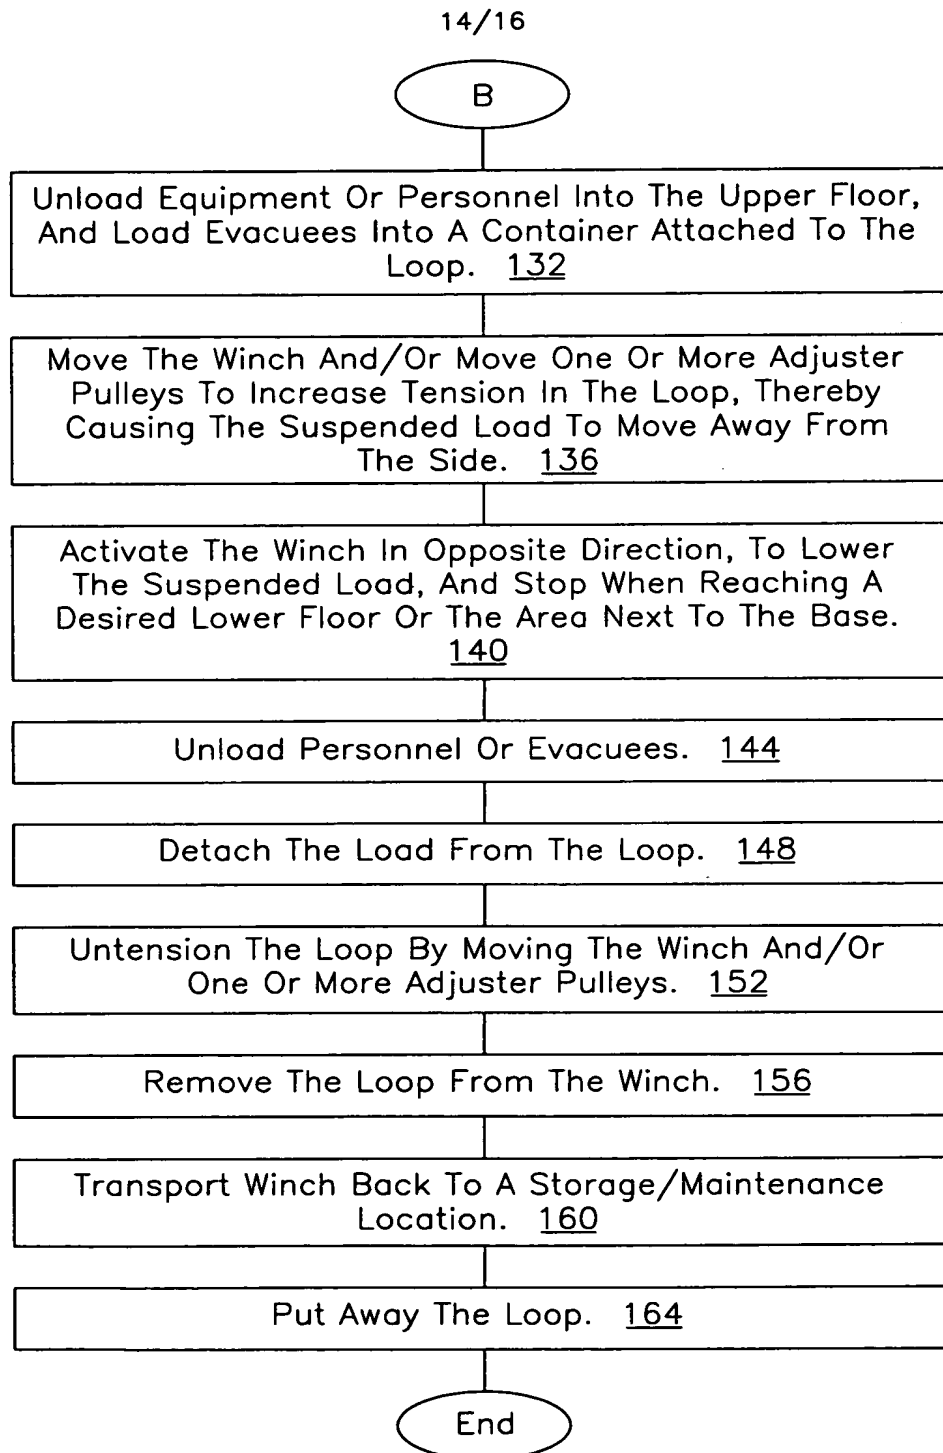 14/16
B
Unload Equipment Or Personnel Into The Upper Floor,
And Load Evacuees Into A Container Attached To The
Loop. 132
Move The Winch And/Or Move One Or More Adjuster
Pulleys To Increase Tension In The Loop, Thereby
Causing The Suspended Load To Move Away From
The Side. 136
Activate The Winch In Opposite Direction, To Lower
The Suspended Load, And Stop When Reaching A
Desired Lower Floor Or The Area Next To The Base.
140
Unload Personnel Or Evacuees. 144
Detach The Load From The Loop. 148
Untension The Loop By Moving The Winch And/Or
One Or More Adjuster Pulleys. 152
Remove The Loop From The Winch. 156
Transport Winch Back To A Storage/Maintenance
Location. 160
Put Away The Loop. 164
End